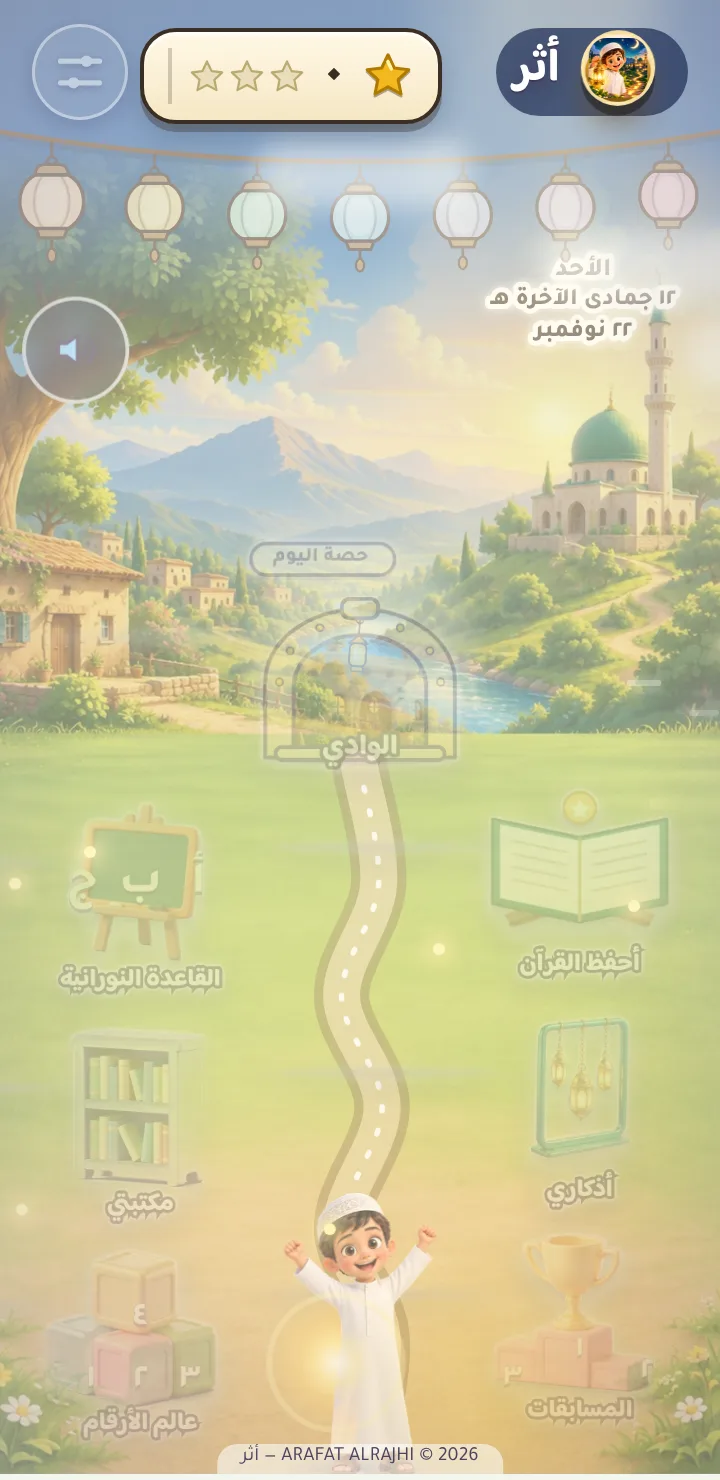 أثر
الأحد
١٢ جمادى الآخرة هـ
٢٢ نوفمبر
حصة اليوم
الوادي
أ ب ج
القاعدة النورانية
أحفظ القرآن
مكتبتي
أذكاري
٤
١ ٢ ٣
عالم الأرقام
١
٢
٣
المسابقات
أثر – ARAFAT ALRAJHI © 2026